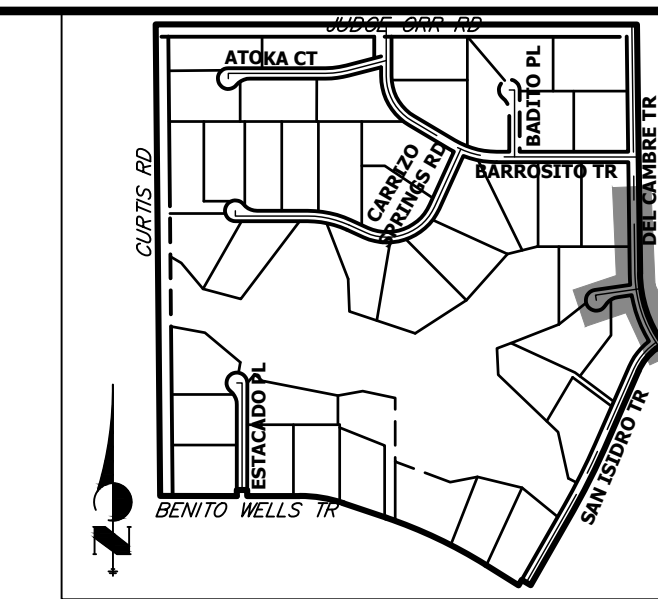 JUDGE ORR RD
ATOKA CT
BADITO PL
DEL CAMBRE TR
CURTIS RD
CARRIZO
SPRINGS RD
BARROSITO TR
ESTACADO PL
SAN ISIDRO TR
BENITO WELLS TR
N